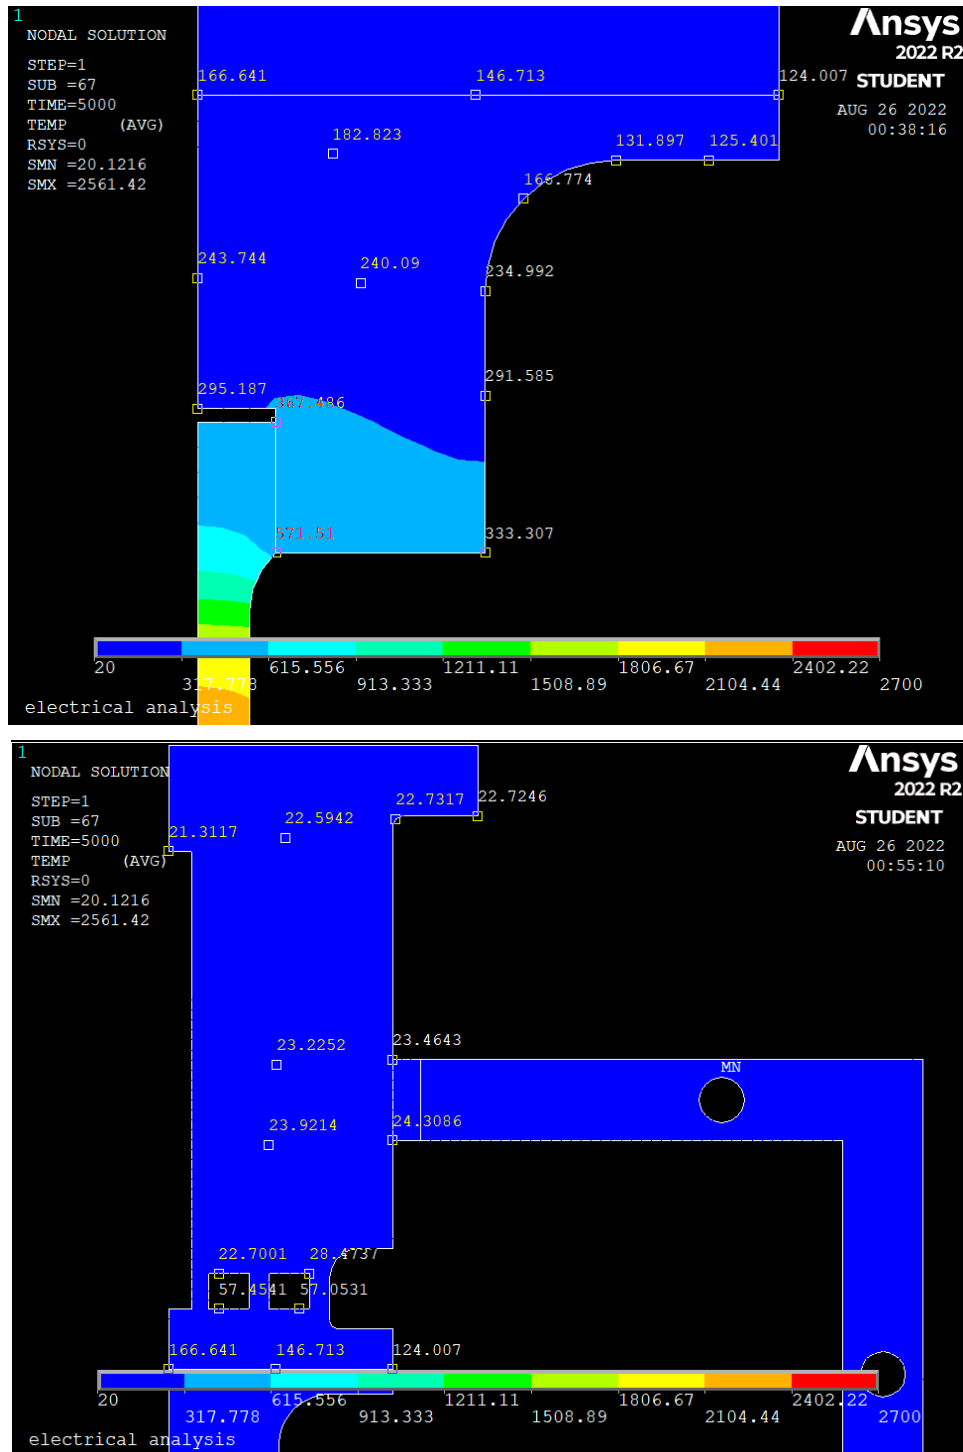 1
NODAL SOLUTION
STEP=1
SUB =67
TIME=5000
TEMP (AVG)
RSYS=0
SMN =20.1216
SMX =2561.42
Ansys
2022 R2
STUDENT
AUG 26 2022
00:38:16
166.641 146.713 124.007
182.823 131.897 125.401
166.774
243.744 240.09 234.992
295.187 367.486 291.585
571.51 333.307
20 615.556 1211.11 1806.67 2402.22
317.778 913.333 1508.89 2104.44 2700
electrical analysis
1
NODAL SOLUTION
STEP=1
SUB =67
TIME=5000
TEMP (AVG)
RSYS=0
SMN =20.1216
SMX =2561.42
Ansys
2022 R2
STUDENT
AUG 26 2022
00:55:10
22.7317 22.7246
21.3117 22.5942
23.2252 23.4643
MN
23.9214 24.3086
22.7001 28.4737
57.4541 57.0531
166.641 146.713 124.007
20 615.556 1211.11 1806.67 2402.22
317.778 913.333 1508.89 2104.44 2700
electrical analysis